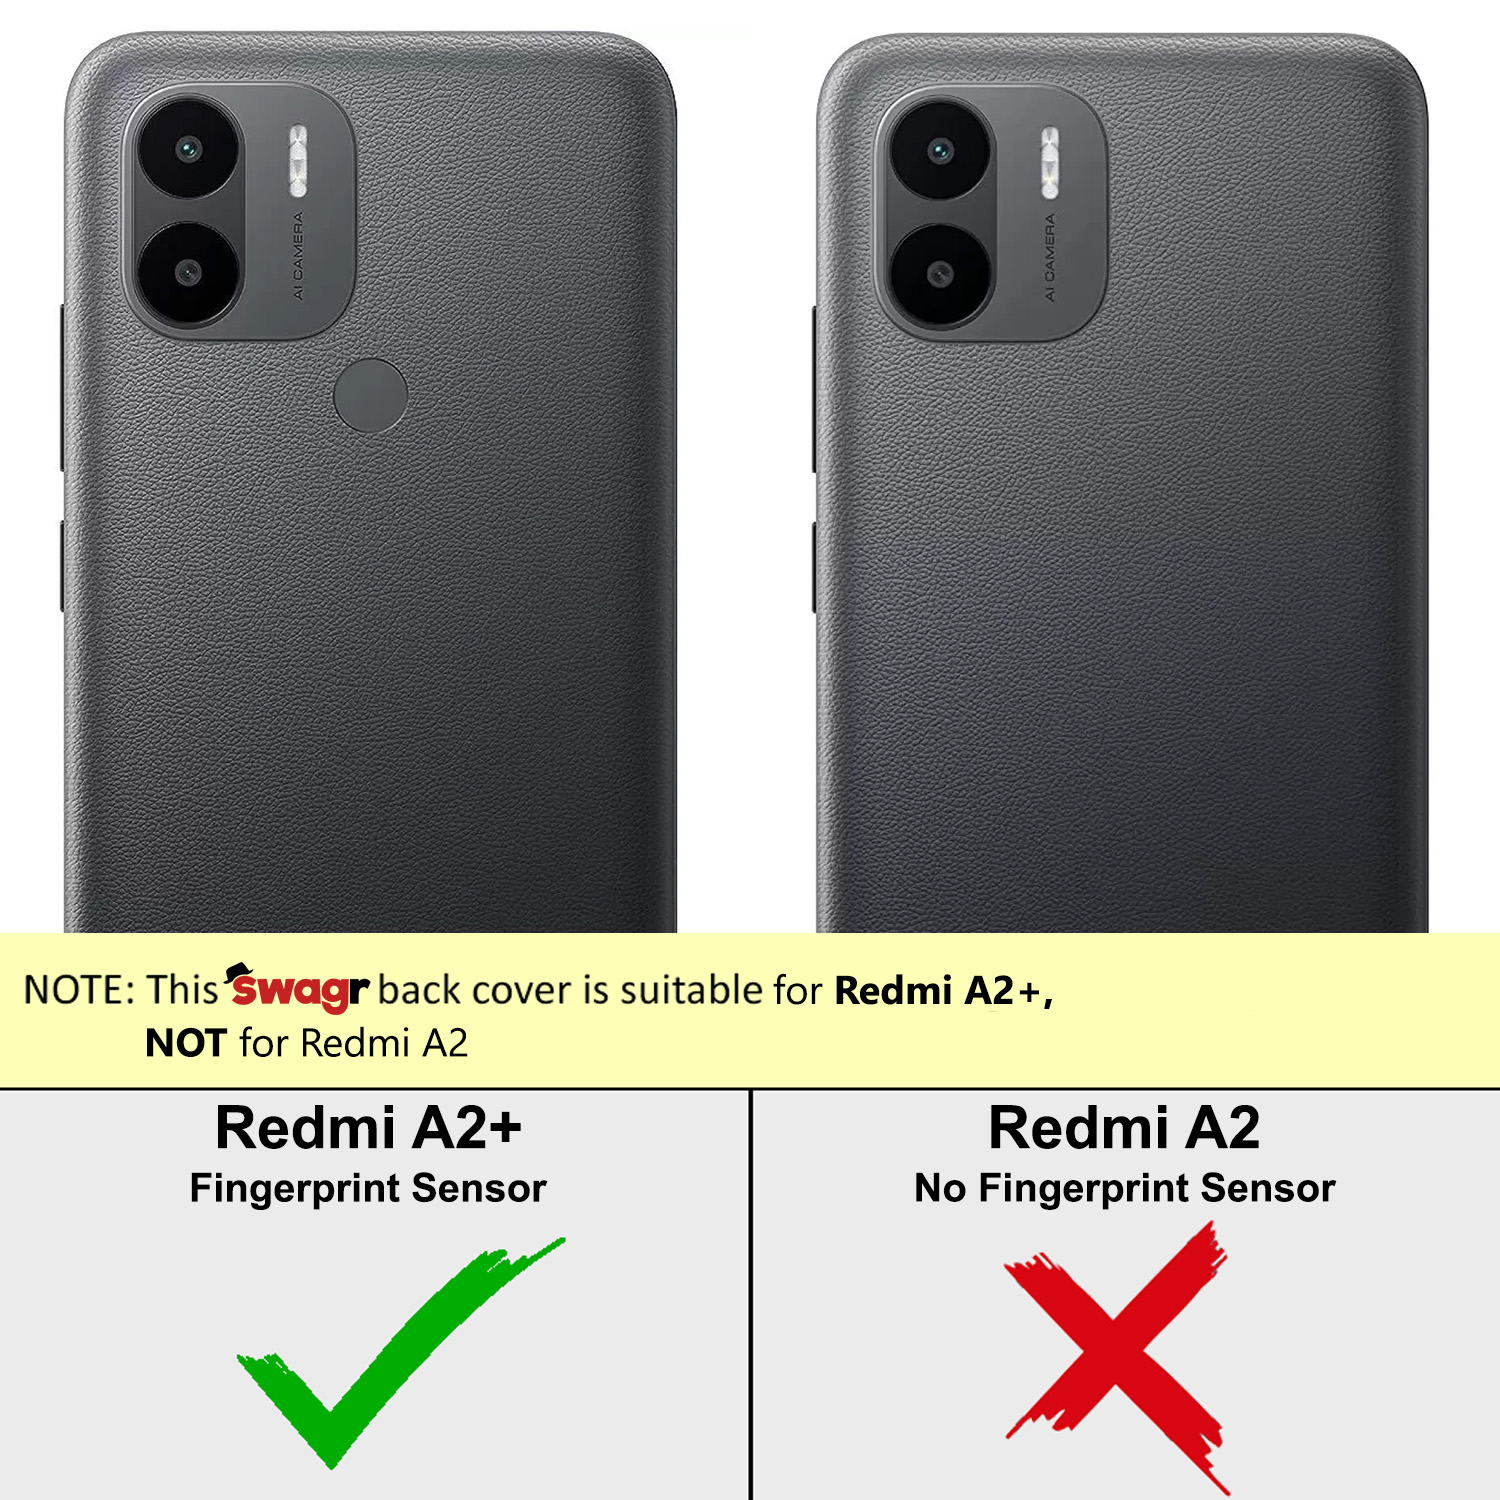 AI CAMERA
AI CAMERA
NOTE: This swagr back cover is suitable for Redmi A2+,
NOT for Redmi A2
Redmi A2+
Fingerprint Sensor
Redmi A2
No Fingerprint Sensor